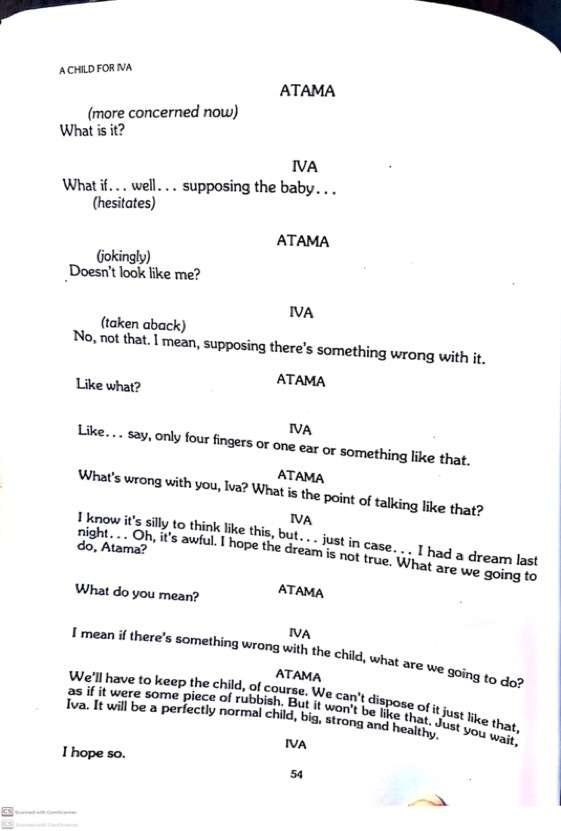 A CHILD FOR IVA
ATAMA
(more concerned now)
What is it?
IVA
What if... well... supposing the baby...
(hesitates)
ATAMA
(jokingly)
Doesn't look like me?
IVA
(taken aback)
No, not that. I mean, supposing there's something wrong with it.
ATAMA
Like what?
IVA
Like... say, only four fingers or one ear or something like that.
ATAMA
What's wrong with you, Iva? What is the point of talking like that?
IVA
I know it's silly to think like this, but... just in case... I had a dream last
night... Oh, it's awful. I hope the dream is not true. What are we going to
do, Atama?
ATAMA
What do you mean?
IVA
I mean if there's something wrong with the child, what are we going to do?
ATAMA
We'll have to keep the child, of course. We can't dispose of it just like that,
as if it were some piece of rubbish. But it won't be like that. Just you wait,
Iva. It will be a perfectly normal child, big, strong and healthy.
IVA
I hope so.
54
CS Scanned with CamScanner
CS Scanned with CamScanner